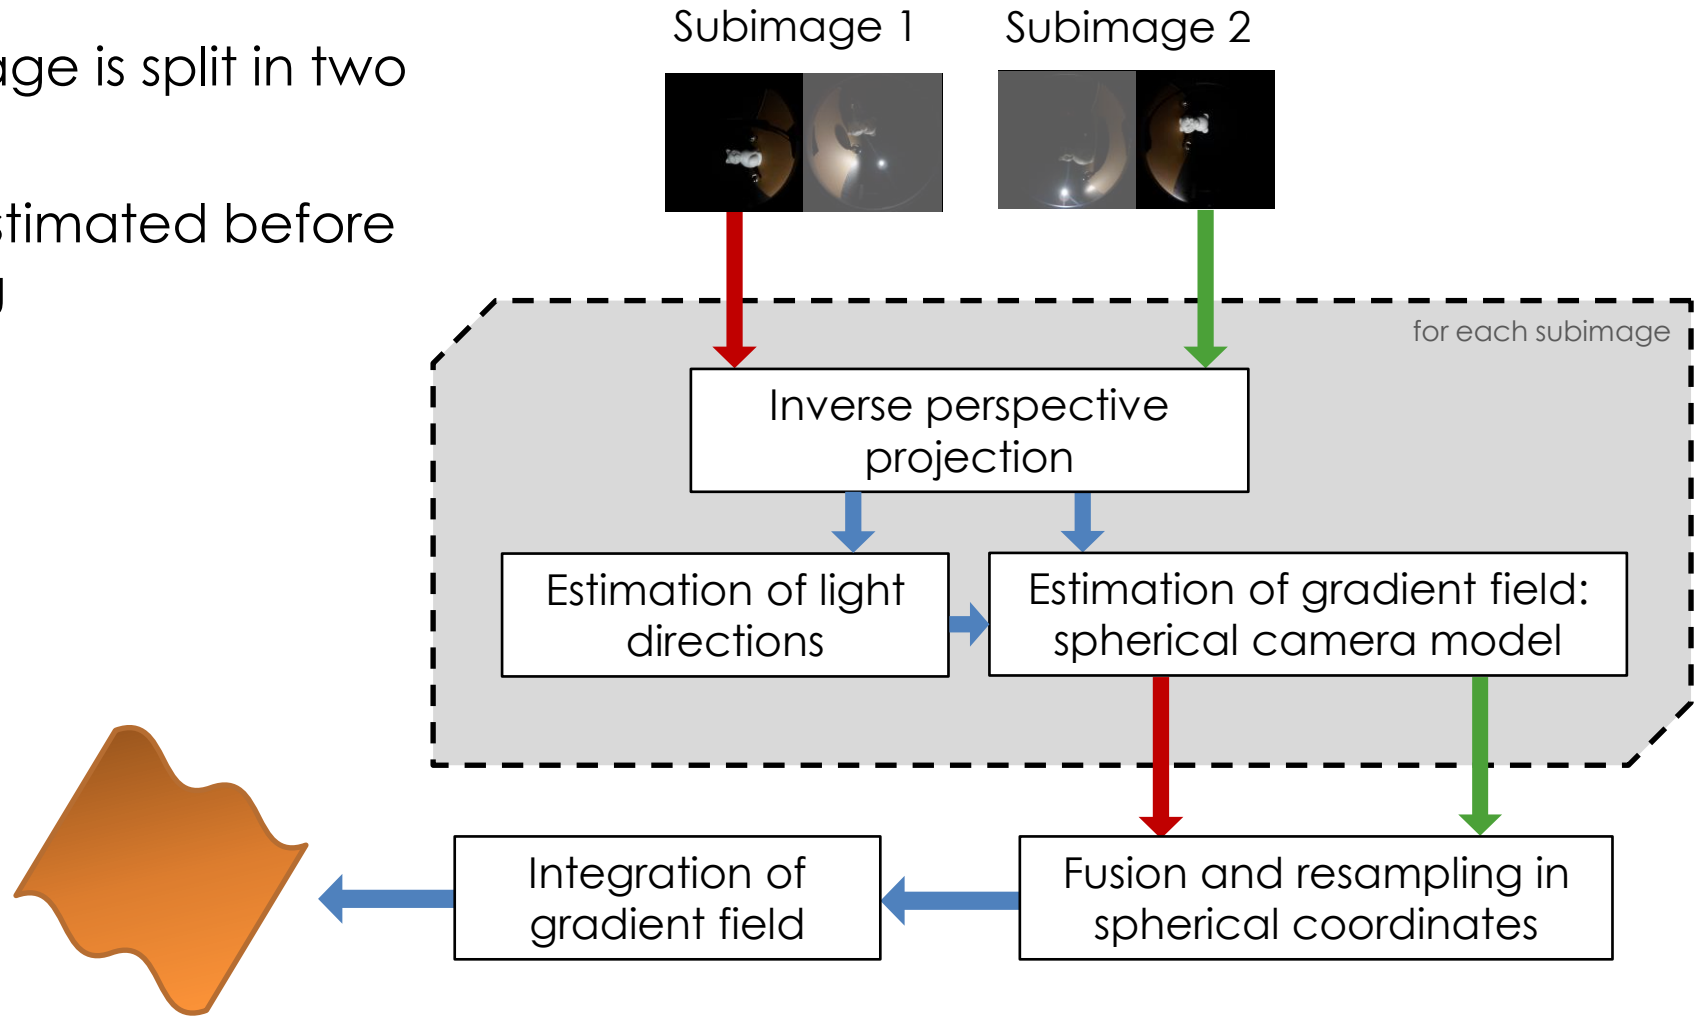 age is split in two
stimated before
g
Subimage 1
Subimage 2
for each subimage
Inverse perspective
projection
Estimation of light
directions
Estimation of gradient field:
spherical camera model
Integration of
gradient field
Fusion and resampling in
spherical coordinates